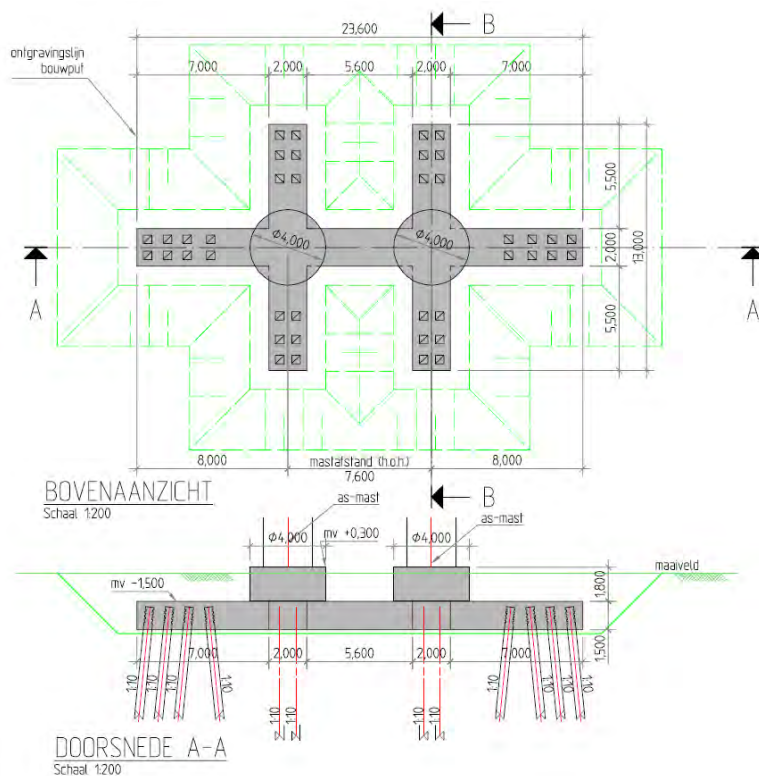 B
23,600
ontgravingslijn
bouwput
7,000 2,000 5,600 2,000 7,000
5,500
Φ4,000 Φ4,000 2,000 13,000
A A
5,500
8,000 mastafstand (h.o.h.) 8,000
7,600
BOVENAANZICHT
Schaal 1:200
B
as-mast as-mast
Φ4,000 mv +0,300 Φ4,000
mv -1,500 maaiveld
1,800
7,000 2,000 5,600 2,000 7,000 1,500
1:10 1:10 1:10 1:10 1:10 1:10 1:10 1:10
1:10 1:10 1:10 1:10
DOORSNEDE A-A
Schaal 1:200